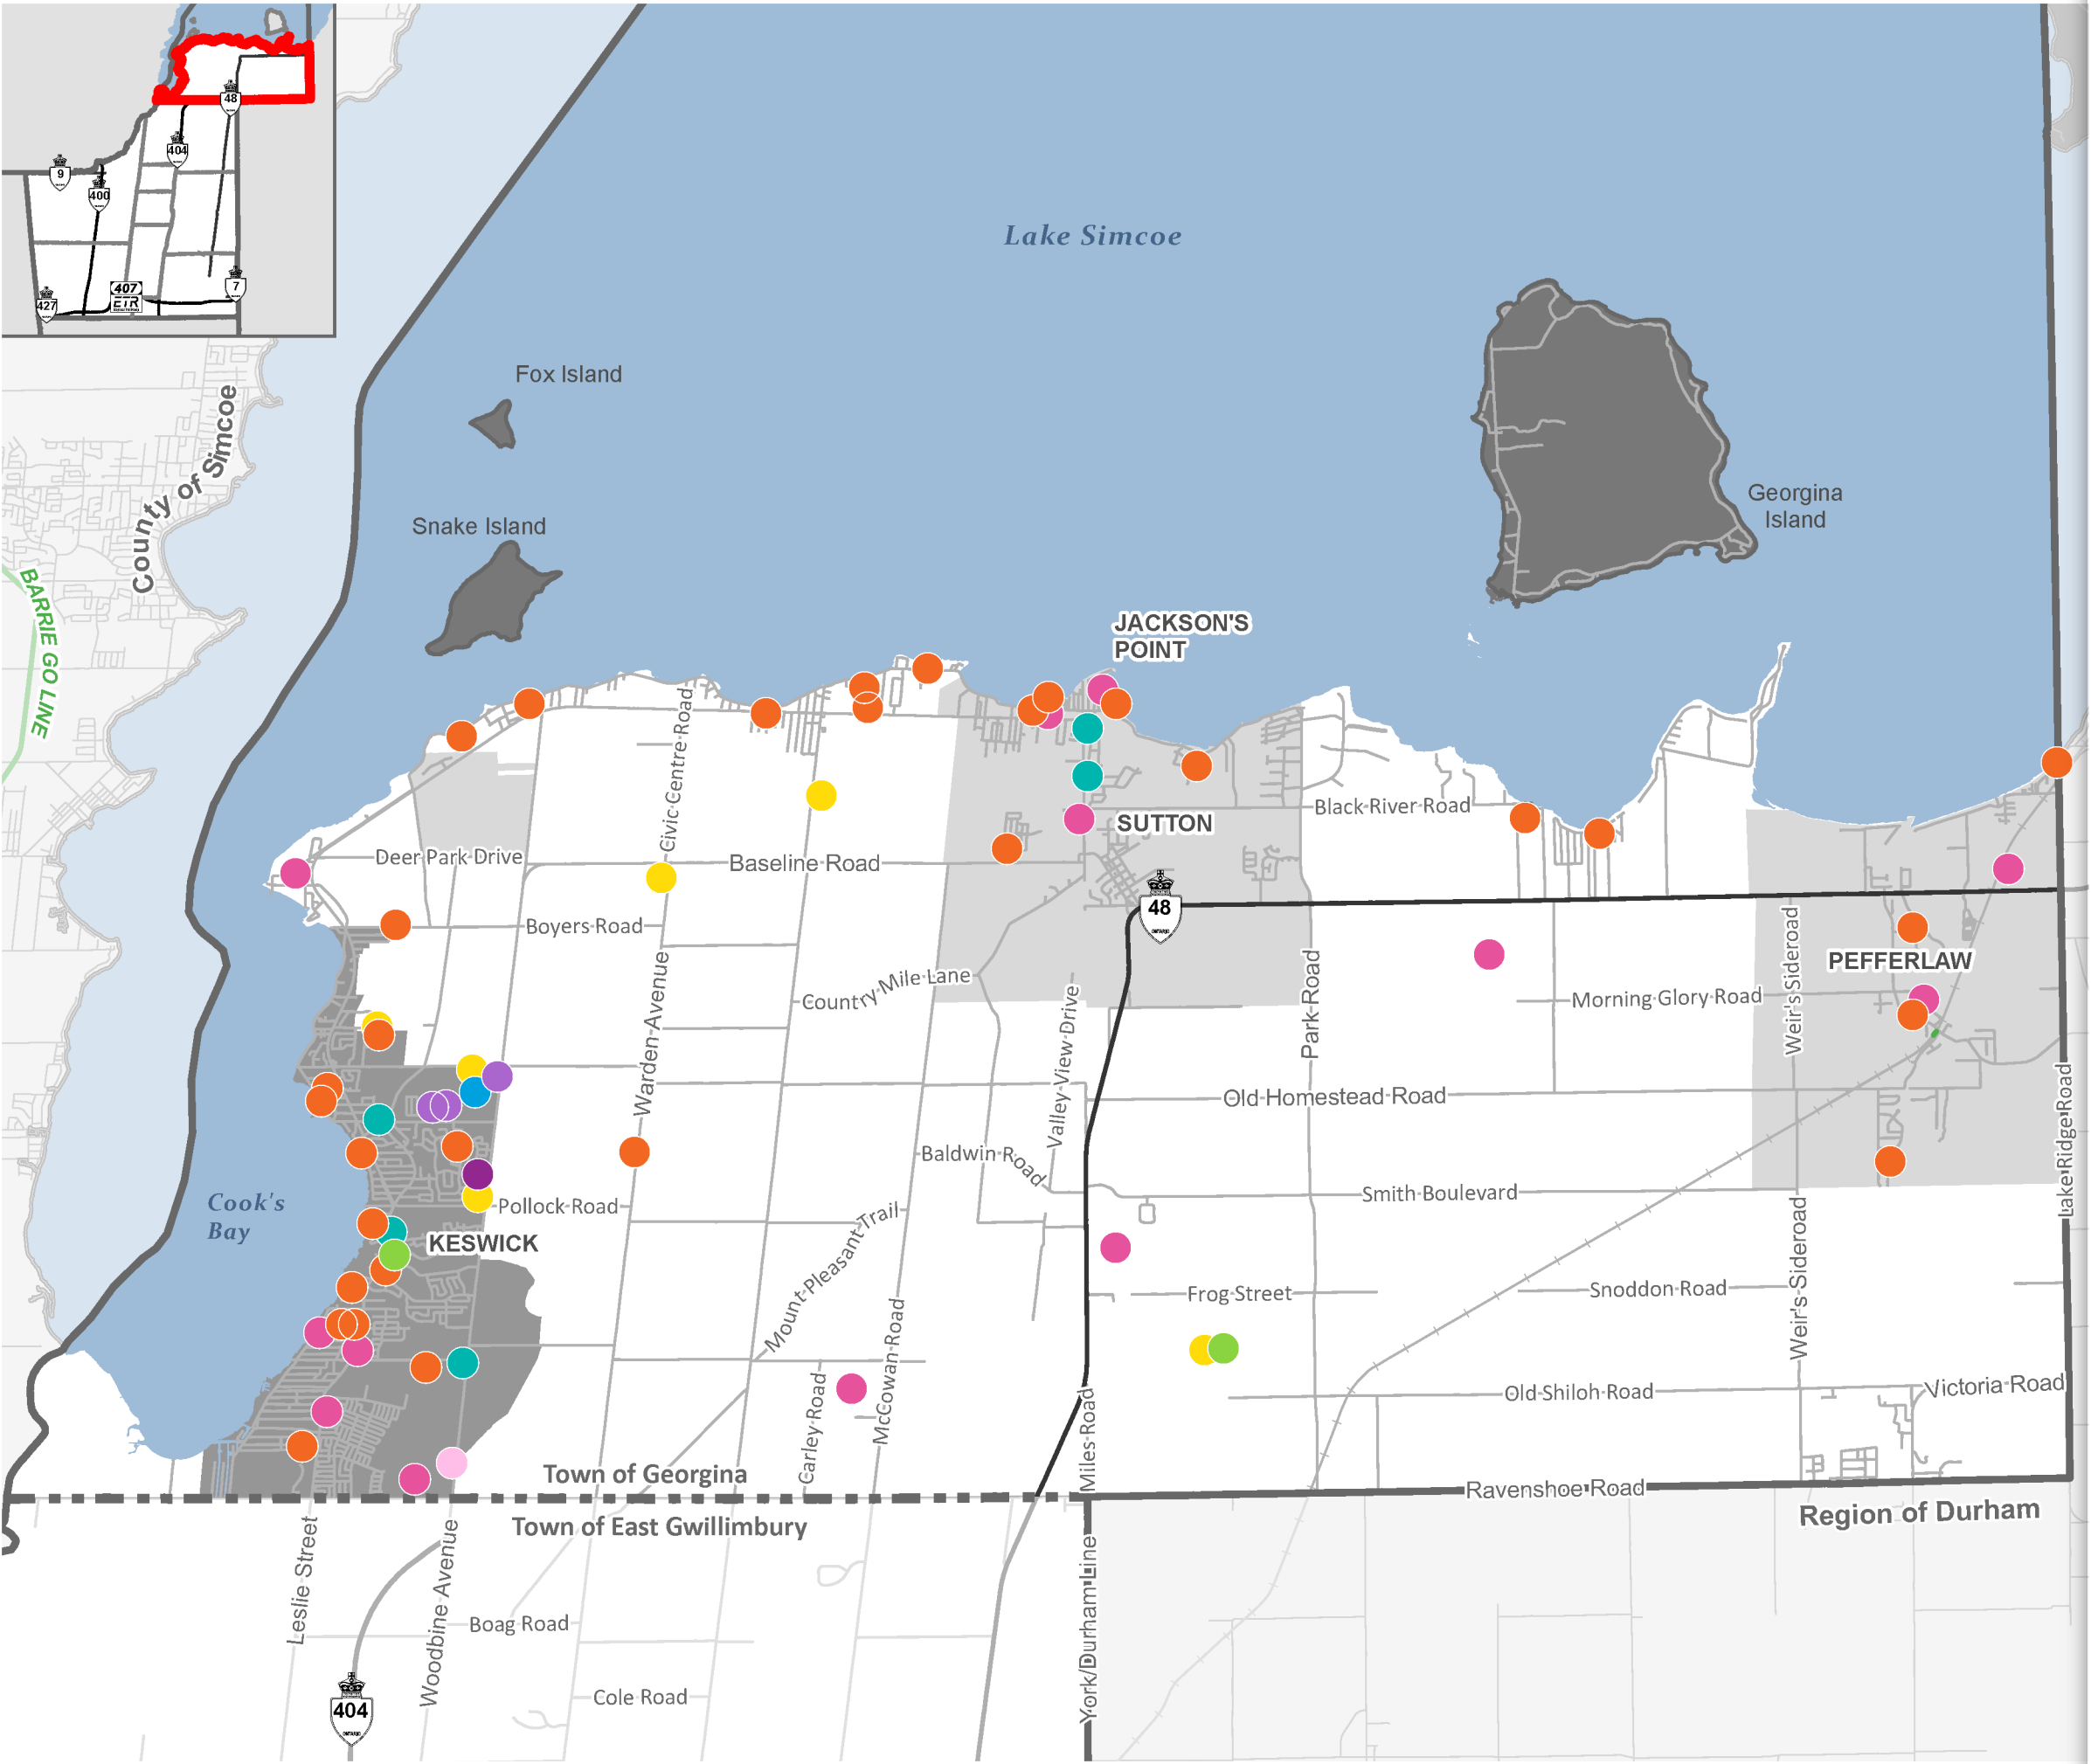 48
404
9
400
407
ETR
7
427
Lake Simcoe
Fox Island
County of Simcoe
Georgina
Island
Snake Island
BARRIE GO LINE
JACKSON'S
POINT
Civic Centre Road
Black River Road
SUTTON
Deer Park Drive
Baseline Road
48
ONTARIO
Boyers Road
PEFFERLAW
Country Mile Lane
Morning Glory Road
Park Road
Weir's Sideroad
Warden Avenue
Valley View Drive
Old Homestead Road
Lake Ridge Road
Baldwin Road
Smith Boulevard
Cook's
Bay
Pollock Road
KESWICK
Mount Pleasant Trail
Frog Street
Snoddon Road
Weir's Sideroad
McCowan Road
Carley Road
Old Shiloh Road
Victoria Road
Miles Road
Town of Georgina
Ravenshoe Road
Region of Durham
Town of East Gwillimbury
Leslie Street
Woodbine Avenue
York/Durham Line
Boag Road
Cole Road
404
ONTARIO